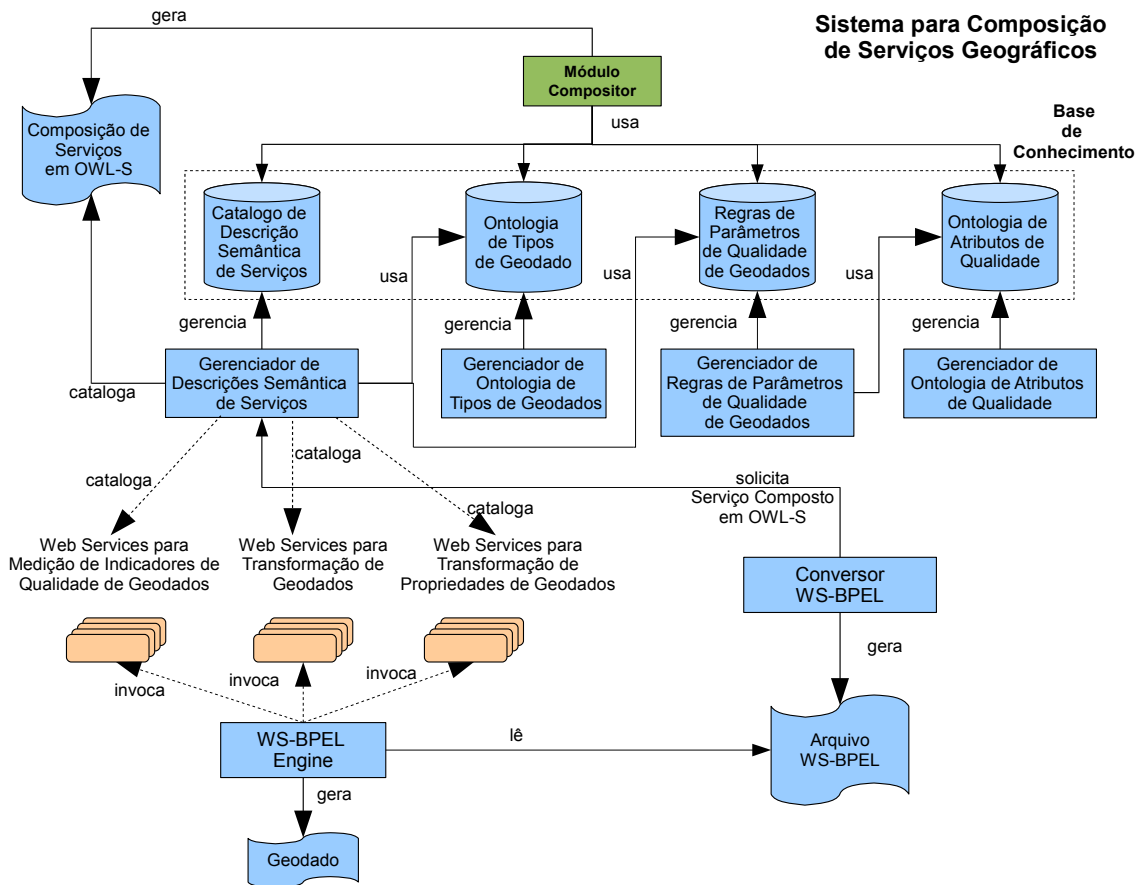 gera
Sistema para Composição
de Serviços Geográficos
Módulo
Compositor
usa
Base
de
Conhecimento
Composição de
Serviços
em OWL-S
Catalogo de
Descrição
Semântica
de Serviços
Ontologia
de Tipos
de Geodado
Regras de
Parâmetros
de Qualidade
de Geodados
Ontologia de
Atributos de
Qualidade
usa
usa
usa
gerencia
gerencia
gerencia
gerencia
cataloga
Gerenciador de
Descrições Semântica
de Serviços
Gerenciador de
Ontologia de
Tipos de Geodados
Gerenciador de
Regras de Parâmetros
de Qualidade
de Geodados
Gerenciador de
Ontologia de Atributos
de Qualidade
cataloga
cataloga
cataloga
solicita
Serviço Composto
em OWL-S
Web Services para
Medição de Indicadores de
Qualidade de Geodados
Web Services para
Transformação de
Geodados
Web Services para
Transformação de
Propriedades de Geodados
Conversor
WS-BPEL
gera
invoca
invoca
invoca
WS-BPEL
Engine
lê
Arquivo
WS-BPEL
gera
Geodado